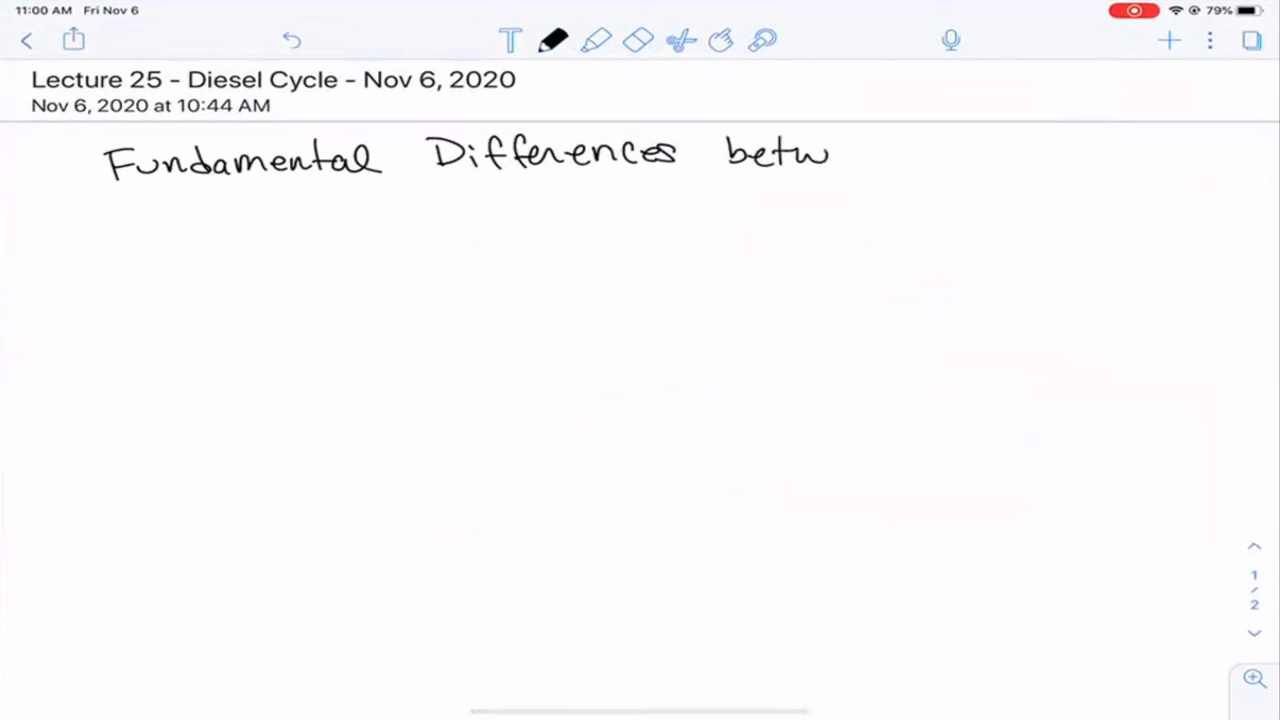 11:00 AM Fri Nov 6
79%
T
Lecture 25 - Diesel Cycle - Nov 6, 2020
Nov 6, 2020 at 10:44 AM
Fundamental Differences betw
1
/
2